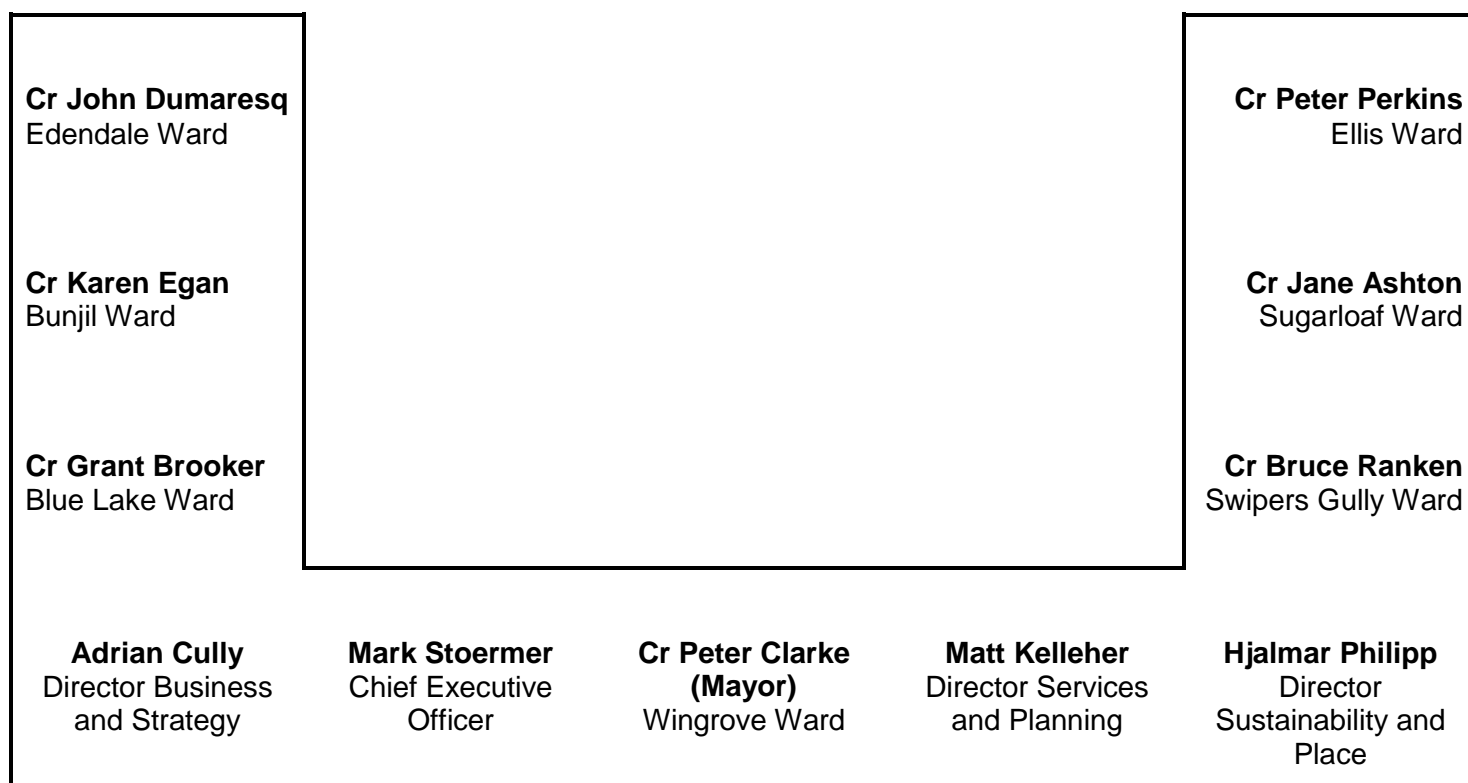 Cr John Dumaresq
Edendale Ward
Cr Peter Perkins
Ellis Ward
Cr Karen Egan
Bunjil Ward
Cr Jane Ashton
Sugarloaf Ward
Cr Grant Brooker
Blue Lake Ward
Cr Bruce Ranken
Swipers Gully Ward
Adrian Cully
Director Business
and Strategy
Mark Stoermer
Chief Executive
Officer
Cr Peter Clarke
(Mayor)
Wingrove Ward
Matt Kelleher
Director Services
and Planning
Hjalmar Philipp
Director
Sustainability and
Place